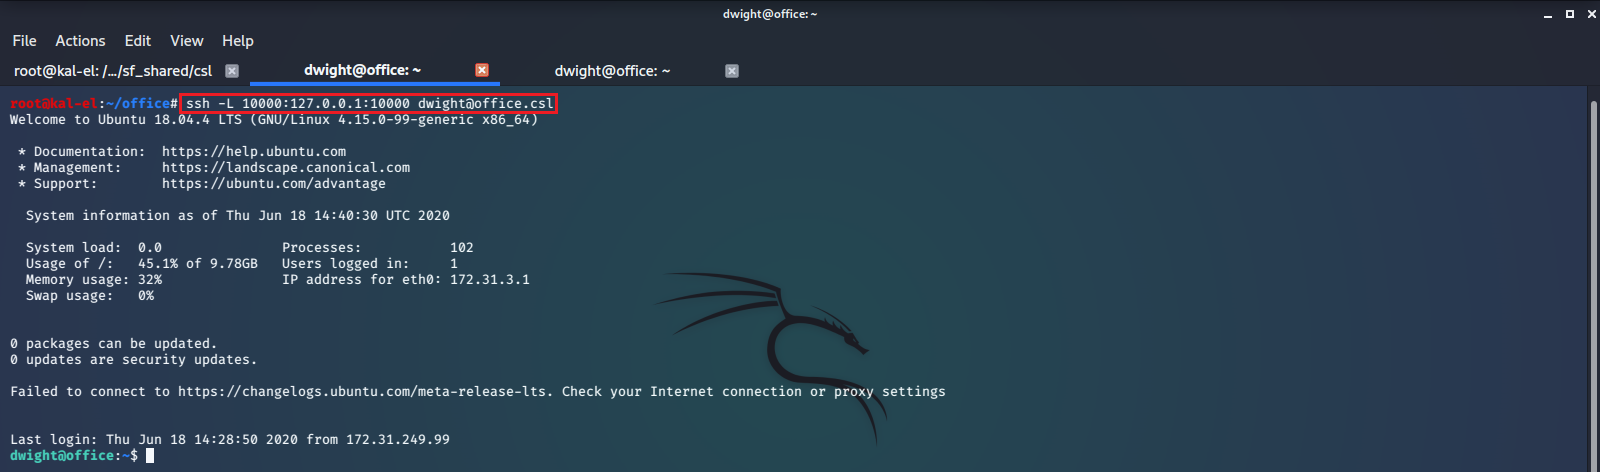 dwight@office: ~
File Actions Edit View Help
root@kal-el: /.../sf_shared/csl dwight@office: ~ dwight@office: ~
root@kal-el:~/office# ssh -L 10000:127.0.0.1:10000 dwight@office.csl
Welcome to Ubuntu 18.04.4 LTS (GNU/Linux 4.15.0-99-generic x86_64)
* Documentation: https://help.ubuntu.com
* Management: https://landscape.canonical.com
* Support: https://ubuntu.com/advantage
System information as of Thu Jun 18 14:40:30 UTC 2020
System load: 0.0 Processes: 102
Usage of /: 45.1% of 9.78GB Users logged in: 1
Memory usage: 32% IP address for eth0: 172.31.3.1
Swap usage: 0%
0 packages can be updated.
0 updates are security updates.
Failed to connect to https://changelogs.ubuntu.com/meta-release-lts. Check your Internet connection or proxy settings
Last login: Thu Jun 18 14:28:50 2020 from 172.31.249.99
dwight@office:~$